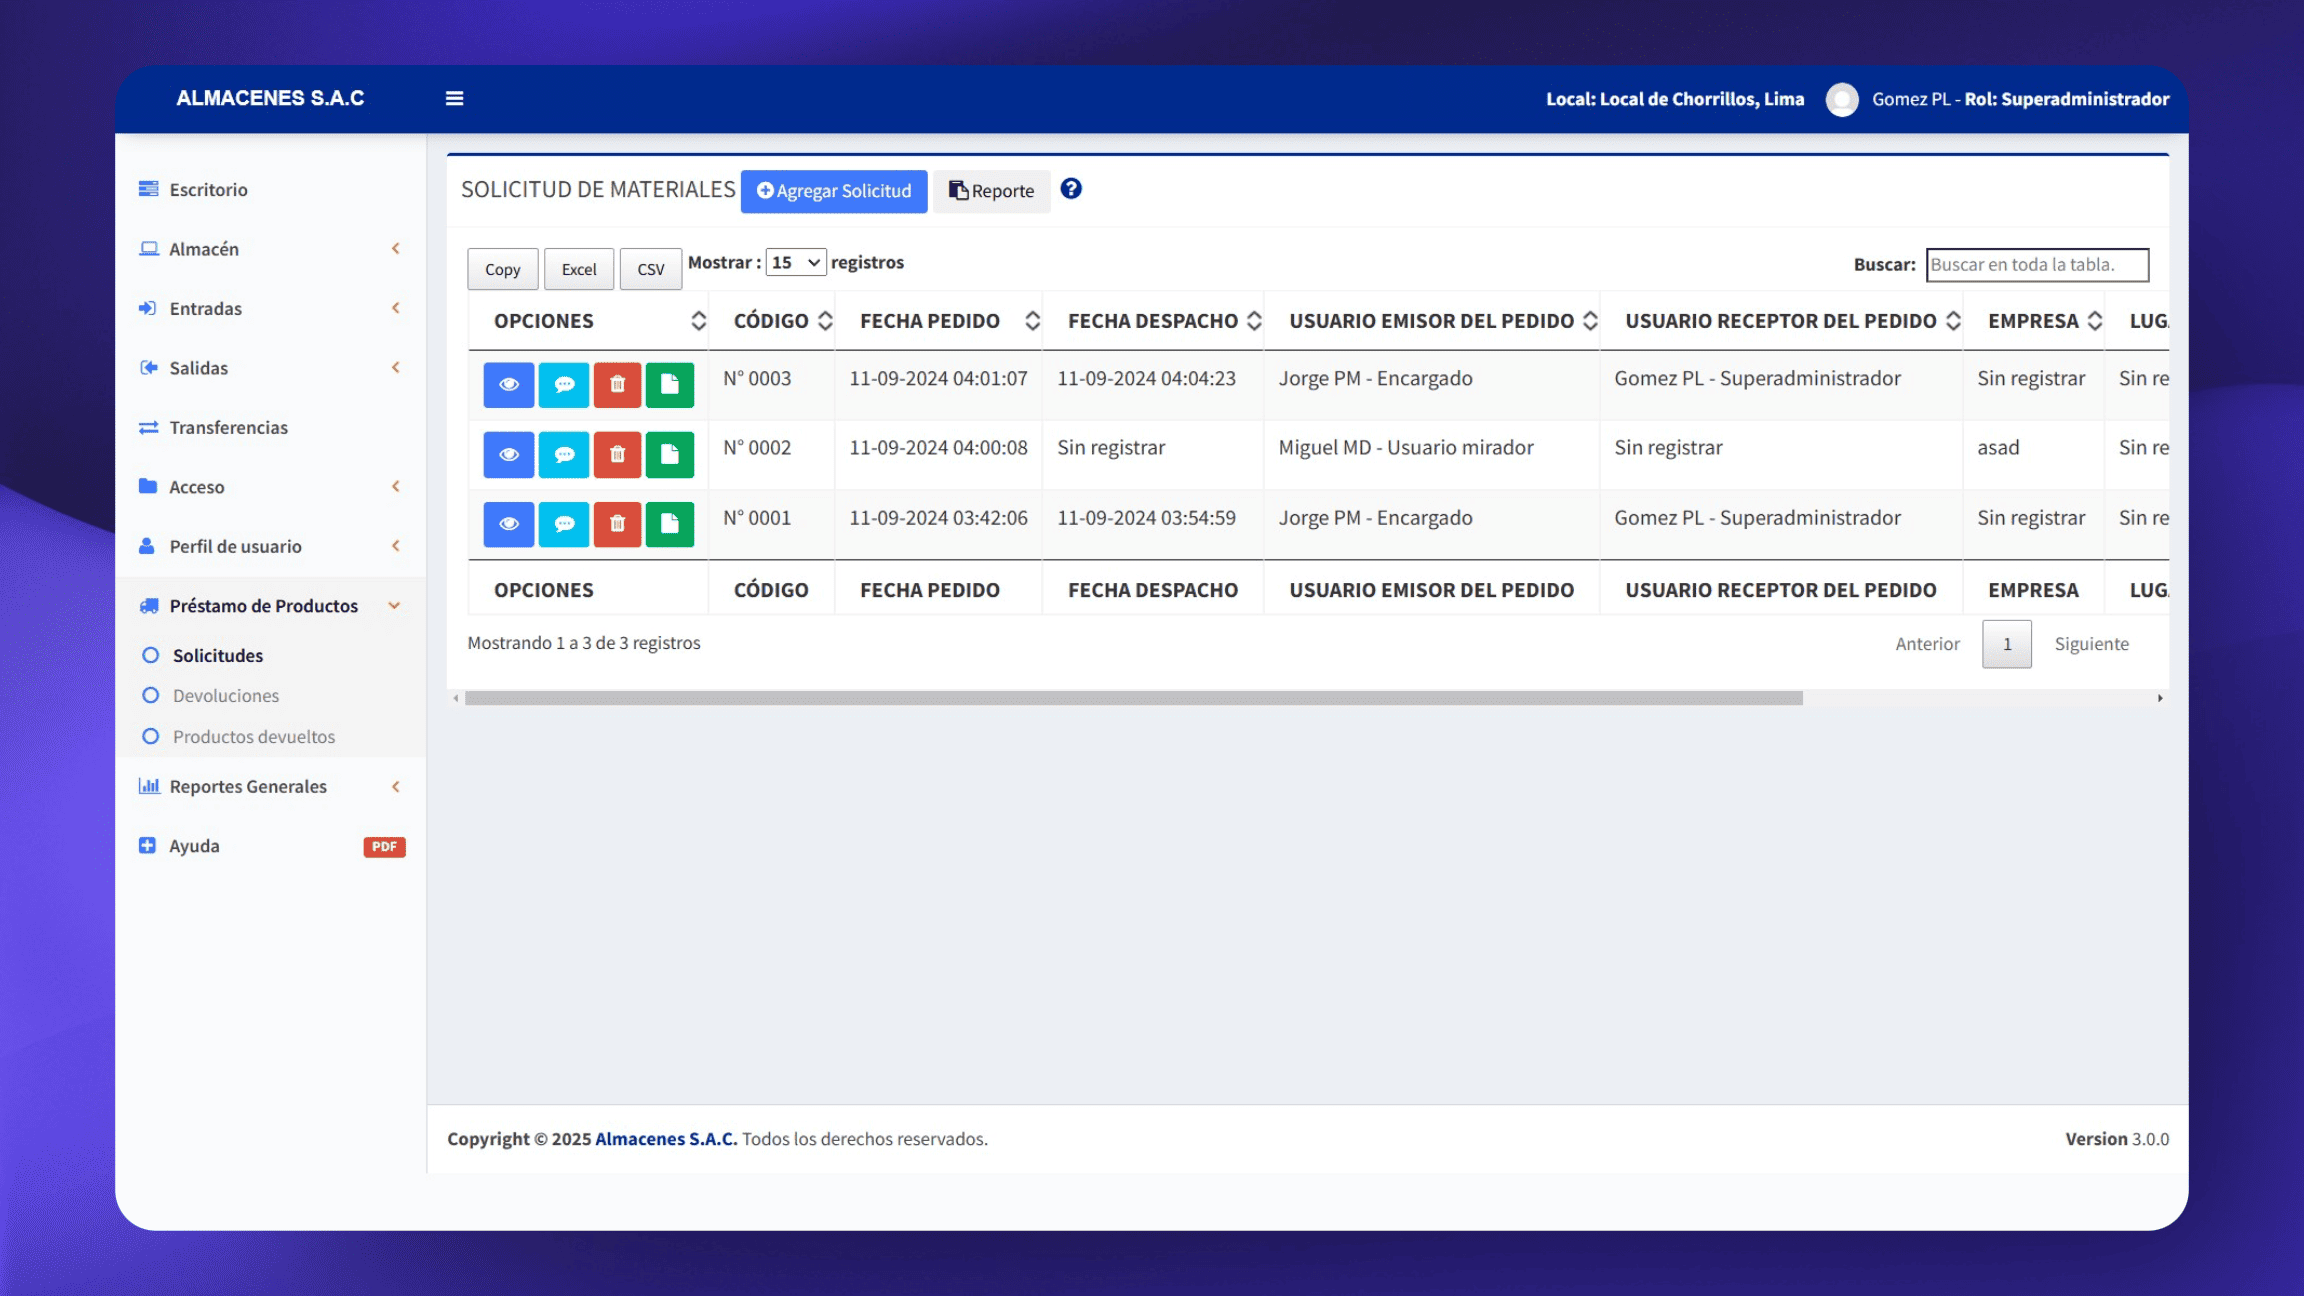 ALMACENES S.A.C
Local: Local de Chorrillos, Lima
Gomez PL - Rol: Superadministrador
Escritorio
Almacén
Entradas
Salidas
Transferencias
Acceso
Perfil de usuario
Préstamo de Productos
Solicitudes
Devoluciones
Productos devueltos
Reportes Generales
Ayuda PDF
SOLICITUD DE MATERIALES Agregar Solicitud Reporte
Copy Excel CSV Mostrar : 15 registros Buscar: Buscar en toda la tabla.
OPCIONES CÓDIGO FECHA PEDIDO FECHA DESPACHO USUARIO EMISOR DEL PEDIDO USUARIO RECEPTOR DEL PEDIDO EMPRESA LUG
N° 0003 11-09-2024 04:01:07 11-09-2024 04:04:23 Jorge PM - Encargado Gomez PL - Superadministrador Sin registrar Sin re
N° 0002 11-09-2024 04:00:08 Sin registrar Miguel MD - Usuario mirador Sin registrar asad Sin re
N° 0001 11-09-2024 03:42:06 11-09-2024 03:54:59 Jorge PM - Encargado Gomez PL - Superadministrador Sin registrar Sin re
OPCIONES CÓDIGO FECHA PEDIDO FECHA DESPACHO USUARIO EMISOR DEL PEDIDO USUARIO RECEPTOR DEL PEDIDO EMPRESA LUG
Mostrando 1 a 3 de 3 registros Anterior 1 Siguiente
Copyright © 2025 Almacenes S.A.C. Todos los derechos reservados. Version 3.0.0